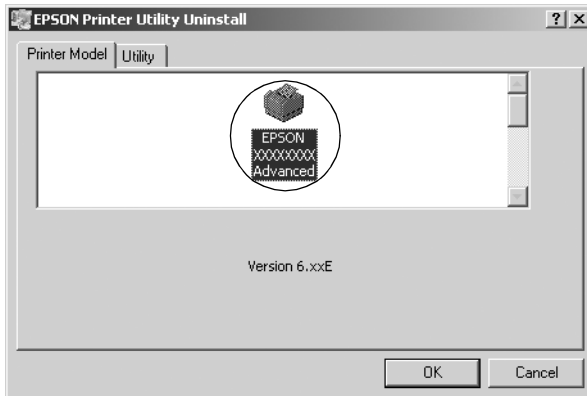 EPSON Printer Utility Uninstall
Printer Model
Utility
EPSON
XXXXXXXX
Advanced
Version 6.xxE
OK
Cancel